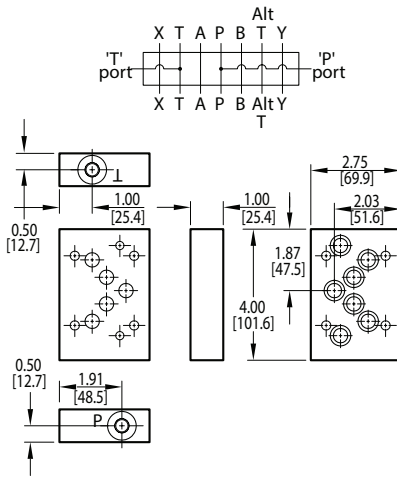 Alt
X T A P B T Y
'T' port
'P' port
X T A P B Alt T Y
T
1.00
[25.4]
0.50
[12.7]
1.00
[25.4]
2.75
[69.9]
2.03
[51.6]
1.87
[47.5]
4.00
[101.6]
0.50
[12.7]
1.91
[48.5]
P